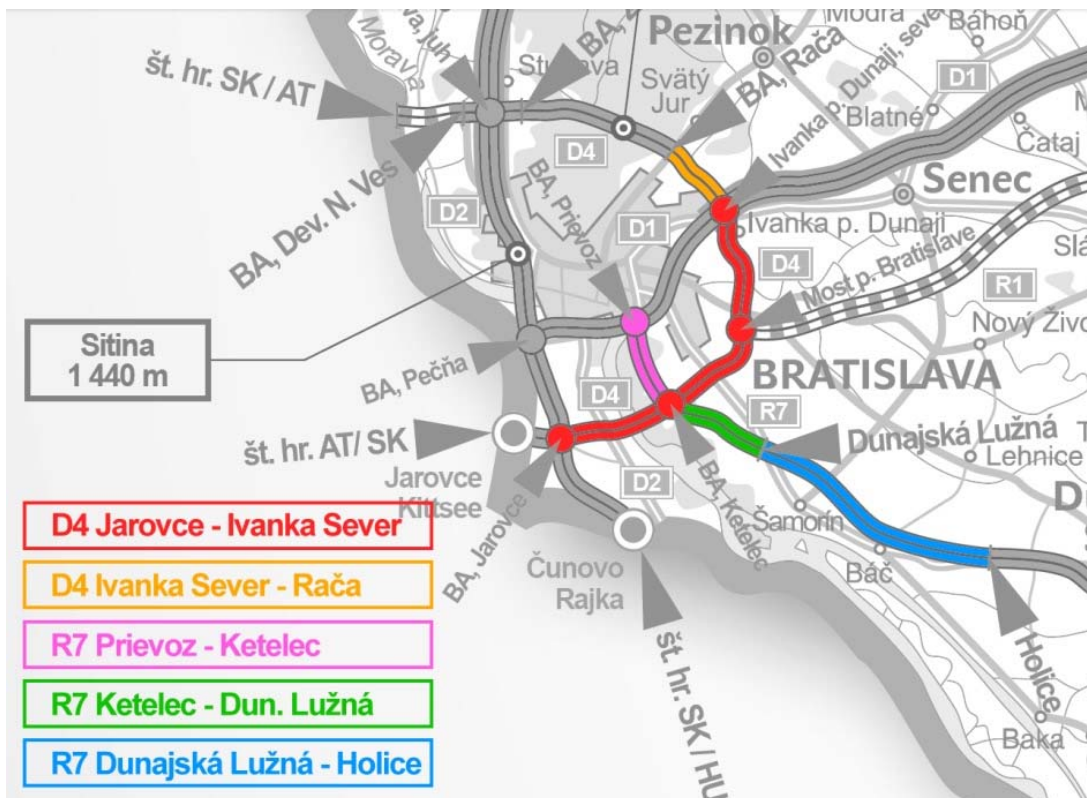 Pezinok
Modra
Báhoň
Morava
Stupava
Svätý
Jur
BA, Rača
p. Dunaji, sever
Ivanka p.
D1
Blatné
Čataj
št. hr. SK / AT
D4
Senec
BA, Dev. N. Ves
D2
BA, Prievoz
D1
Ivanka p. Dunaji
D4
Most p. Bratislave
R1
Nový Živo
Sitina
1 440 m
BA, Pečňa
D4
BRATISLAVA
R7
Dunajská Lužná
Lehnice
št. hr. AT/ SK
Jarovce
Kittsee
D2
BA, Ketelec
Šamorín
BA, Jarovce
Čunovo
Rajka
Báč
Holice
Baka
št. hr. SK / HU
D4 Jarovce - Ivanka Sever
D4 Ivanka Sever - Rača
R7 Prievoz - Ketelec
R7 Ketelec - Dun. Lužná
R7 Dunajská Lužná - Holice